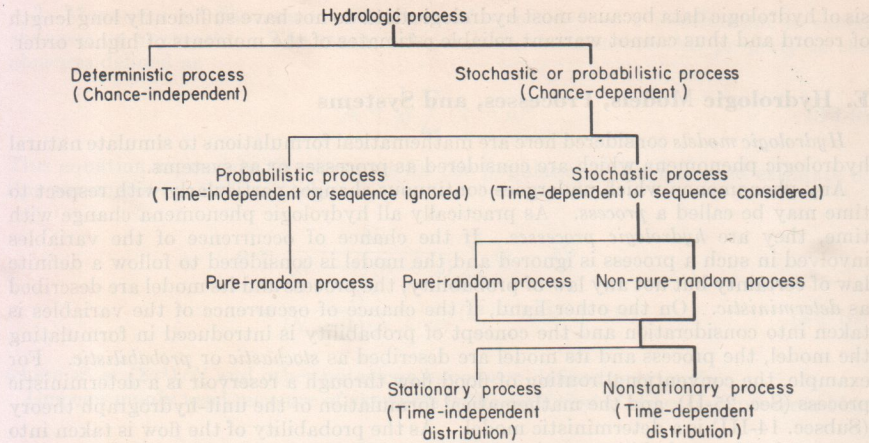 Hydrologic process
Deterministic process
(Chance-independent)
Stochastic or probabilistic process
(Chance-dependent)
Probabilistic process
(Time-independent or sequence ignored)
Stochastic process
(Time-dependent or sequence considered)
Pure-random process
Pure-random process
Non-pure-random process
Stationary process
(Time-independent
distribution)
Nonstationary process
(Time-dependent
distribution)